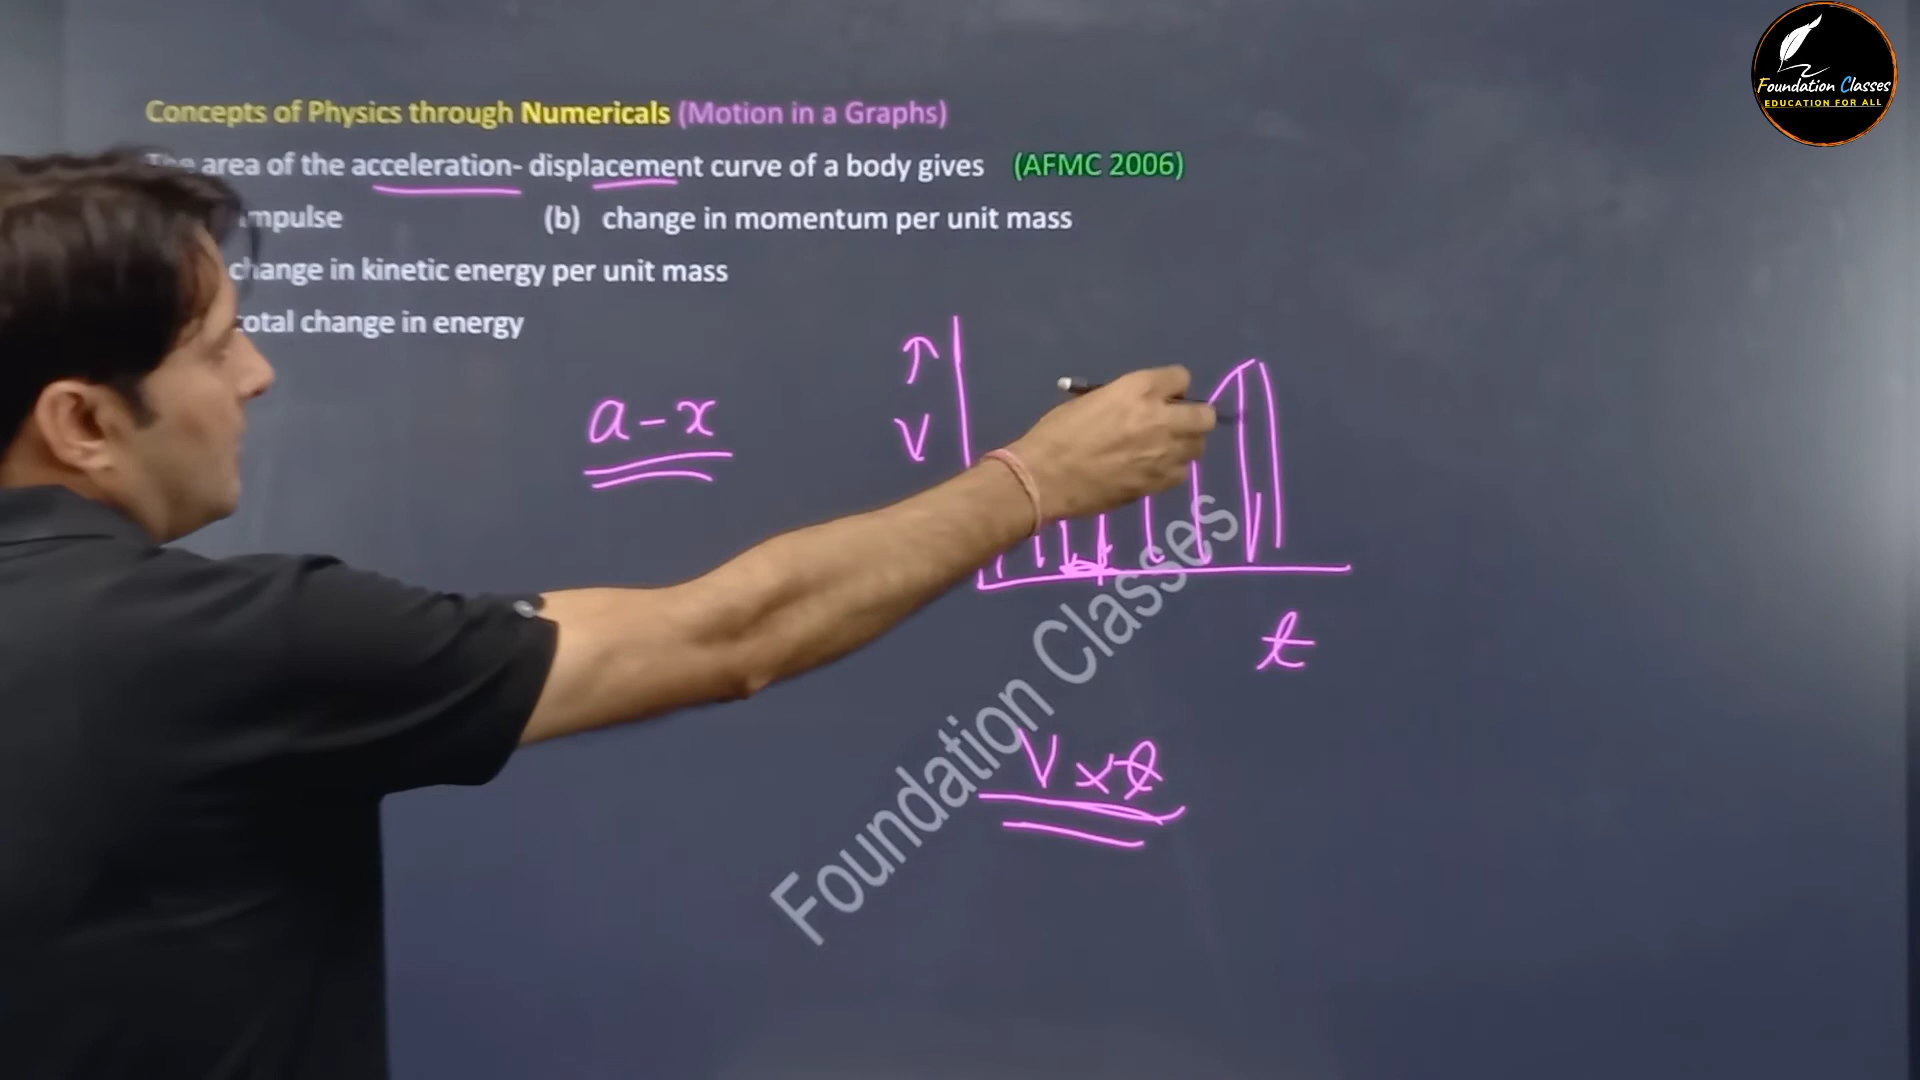 Foundation Classes
EDUCATION FOR ALL
Concepts of Physics through Numericals (Motion in a Graphs)
area of the acceleration- displacement curve of a body gives (AFMC 2006)
mpulse (b) change in momentum per unit mass
change in kinetic energy per unit mass
total change in energy
a - x
V
t
V x t
Foundation Classes